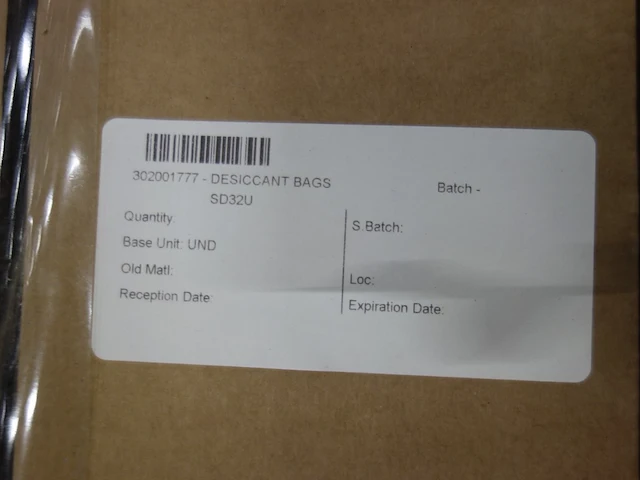 302001777 - DESICCANT BAGS
SD32U
Batch -
Quantity
Base Unit: UND
Old Matl:
Reception Date:
S.Batch:
Loc:
Expiration Date: